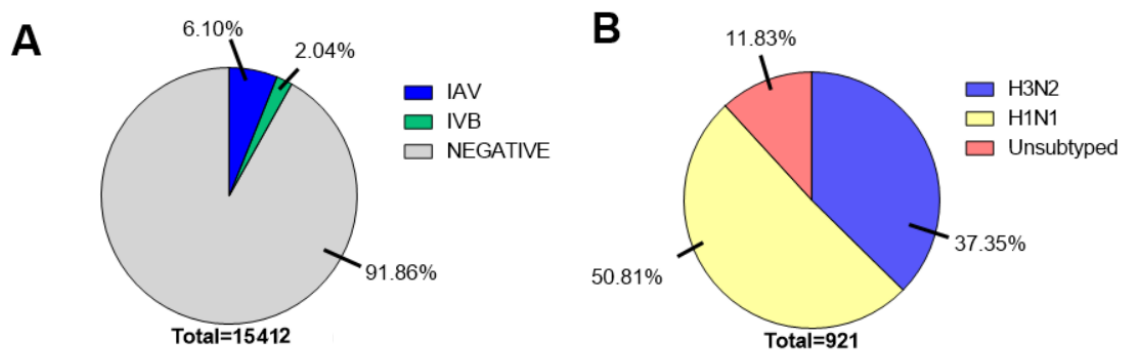 A
6.10%
2.04%
IAV
IVB
NEGATIVE
91.86%
Total=15412
B
11.83%
H3N2
H1N1
Unsubtyped
37.35%
50.81%
Total=921